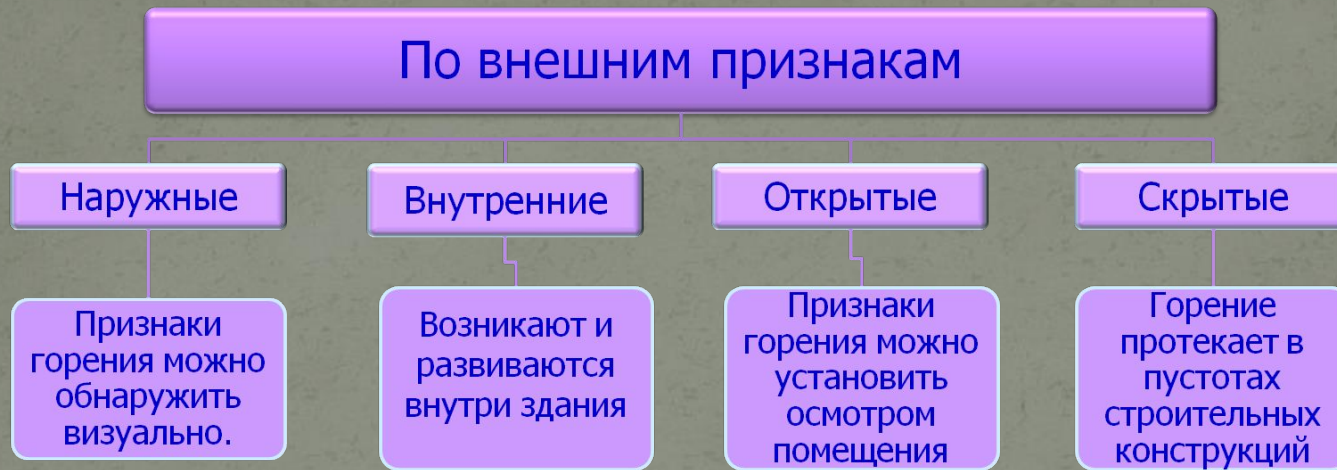 По внешним признакам
Наружные
Внутренние
Открытые
Скрытые
Признаки
горения можно
обнаружить
визуально.
Возникают и
развиваются
внутри здания
Признаки
горения можно
установить
осмотром
помещения
Горение
протекает в
пустотах
строительных
конструкций